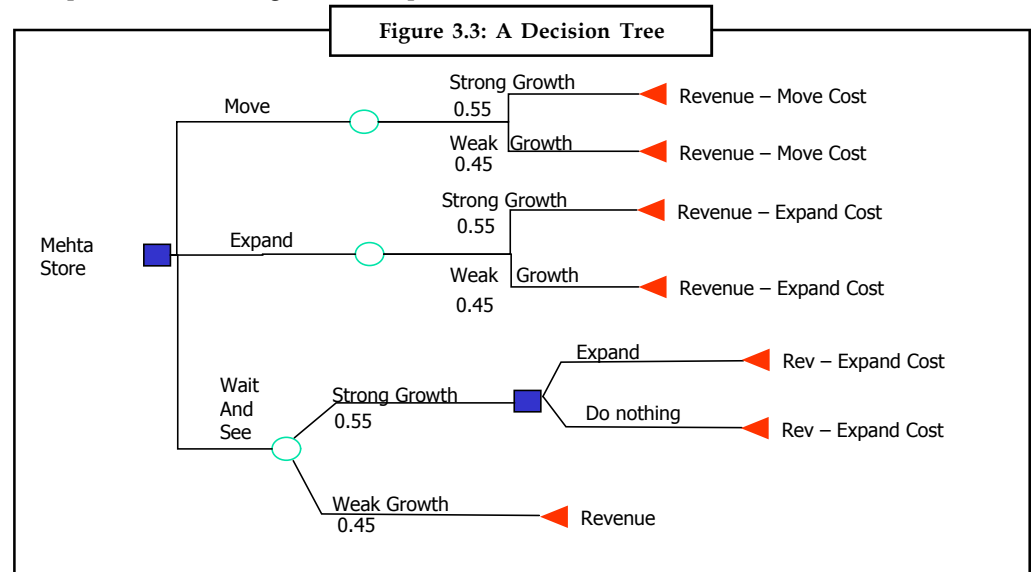 Figure 3.3: A Decision Tree
Strong Growth
0.55
Revenue – Move Cost
Move
Weak Growth
0.45
Revenue – Move Cost
Strong Growth
0.55
Revenue – Expand Cost
Mehta
Store
Expand
Weak Growth
0.45
Revenue – Expand Cost
Expand
Rev – Expand Cost
Wait
And
See
Strong Growth
0.55
Do nothing
Rev – Expand Cost
Weak Growth
0.45
Revenue